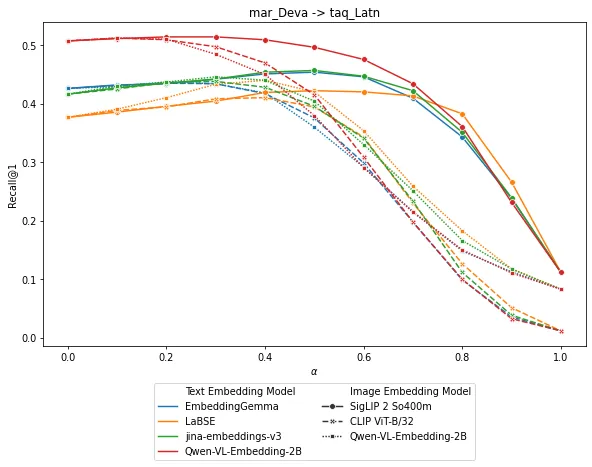 mar_Deva -> taq_Latn
Recall@1
0.5
0.4
0.3
0.2
0.1
0.0
0.0 0.2 0.4 0.6 0.8 1.0
α
Text Embedding Model
EmbeddingGemma
LaBSE
jina-embeddings-v3
Qwen-VL-Embedding-2B
Image Embedding Model
SigLIP 2 So400m
CLIP ViT-B/32
Qwen-VL-Embedding-2B